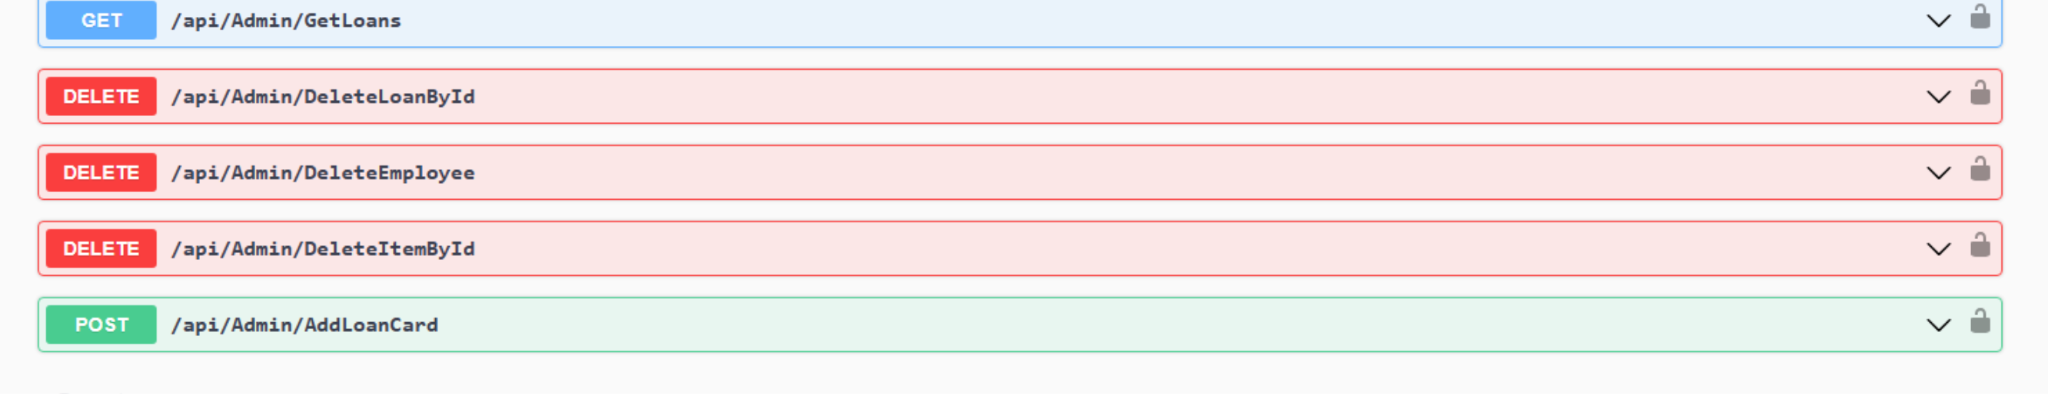 GET /api/Admin/GetLoans
DELETE /api/Admin/DeleteLoanById
DELETE /api/Admin/DeleteEmployee
DELETE /api/Admin/DeleteItemById
POST /api/Admin/AddLoanCard